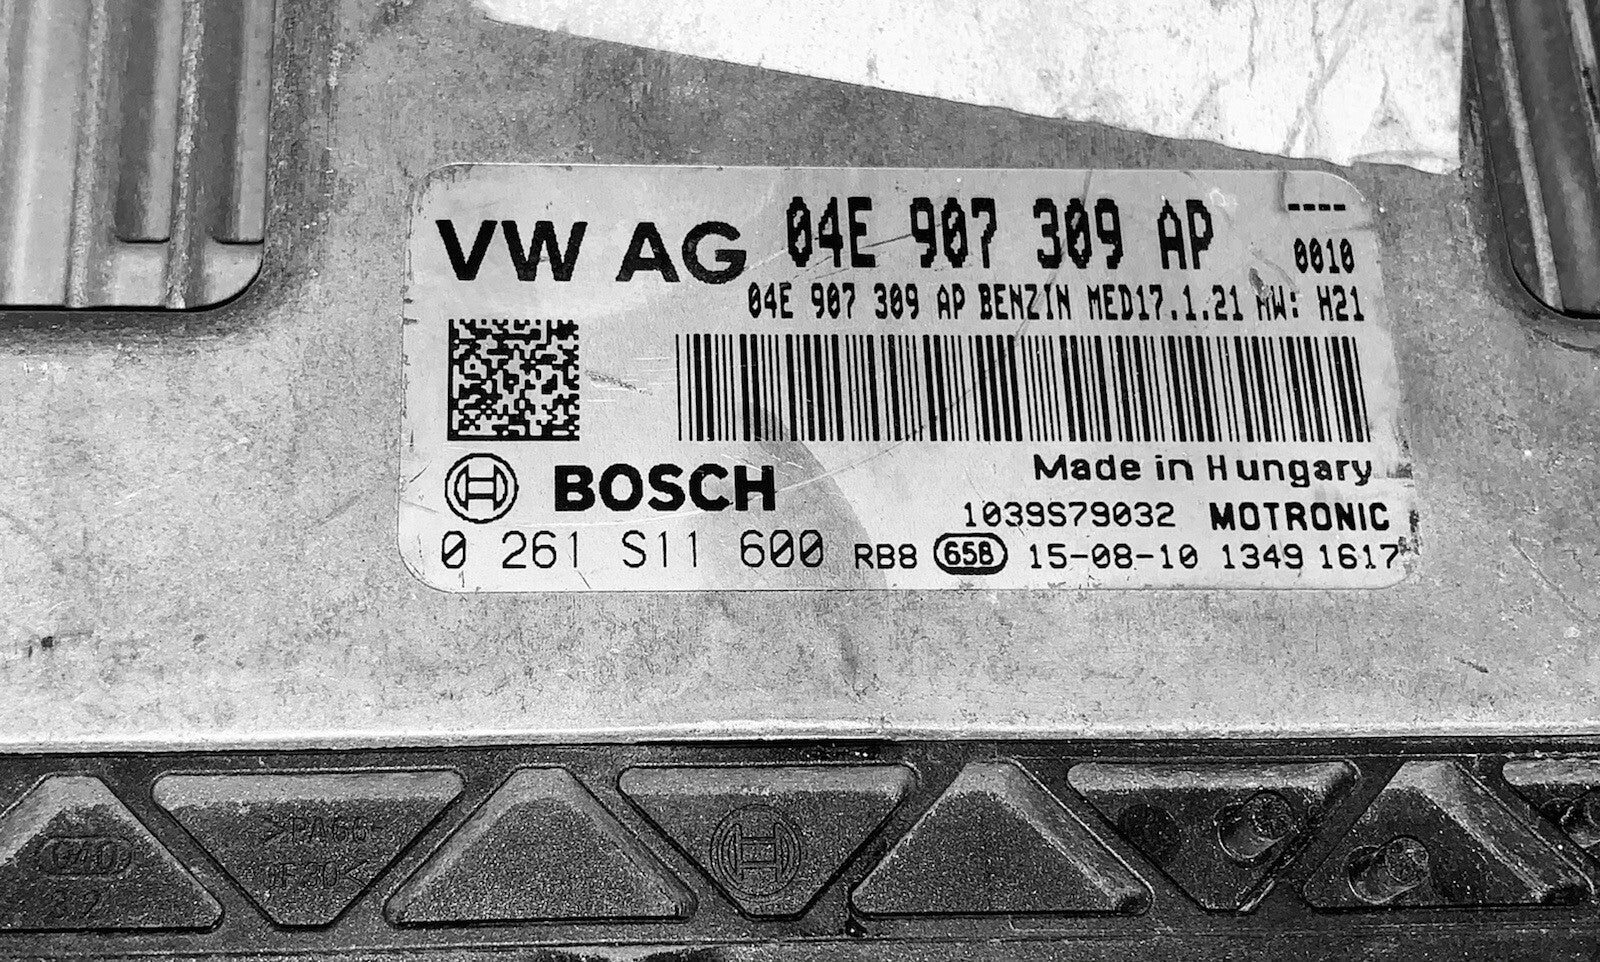 VW AG 04E 907 309 AP ----
0010
04E 907 309 AP BENZIN MED17.1.21 HW: H21
BOSCH
Made in Hungary
1039S79032 MOTRONIC
0 261 S11 600 RB8 658 15-08-10 1349 1617
>PA66-